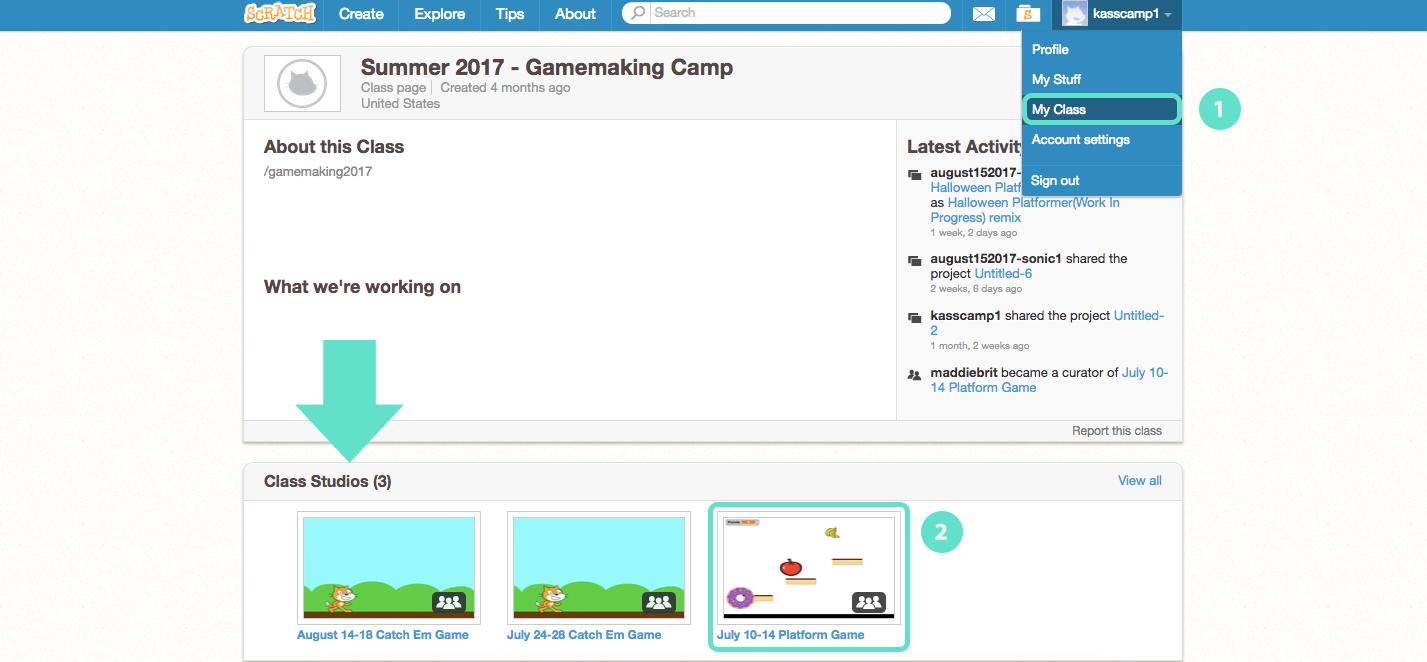 SCRATCH Create Explore Tips About Search kasscamp1
Profile
My Stuff
My Class
1
Account settings
Sign out
Summer 2017 - Gamemaking Camp
Class page Created 4 months ago
United States
About this Class
/gamemaking2017
What we're working on
Latest Activity
august152017-
Halloween Platf
as Halloween Platformer(Work In
Progress) remix
1 week, 2 days ago
august152017-sonic1 shared the
project Untitled-6
2 weeks, 6 days ago
kasscamp1 shared the project Untitled-
2
1 month, 2 weeks ago
maddiebrit became a curator of July 10-
14 Platform Game
Report this class
Class Studios (3)
View all
2
August 14-18 Catch Em Game
July 24-28 Catch Em Game
July 10-14 Platform Game